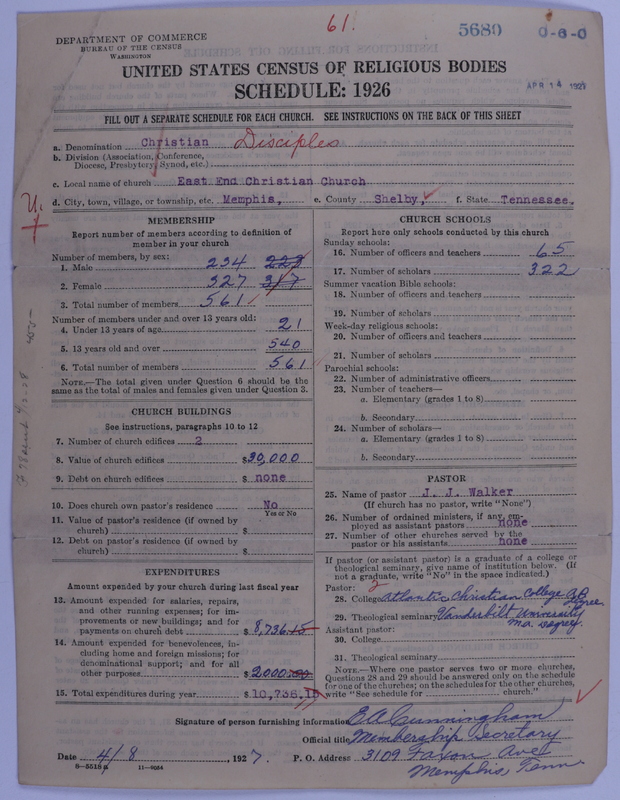 61.
5680
0-6-0
DEPARTMENT OF COMMERCE
BUREAU OF THE CENSUS
WASHINGTON
APR 14 1927
UNITED STATES CENSUS OF RELIGIOUS BODIES
SCHEDULE: 1926
FILL OUT A SEPARATE SCHEDULE FOR EACH CHURCH. SEE INSTRUCTIONS ON THE BACK OF THIS SHEET
a. Denomination Christian Disciples
b. Division (Association, Conference, Diocese, Presbytery, Synod, etc.)
c. Local name of church East End Christian Church
d. City, town, village, or township, etc. Memphis, e. County Shelby, f. State Tennessee.
MEMBERSHIP
Report number of members according to definition of
member in your church
Number of members, by sex:
1. Male 234
2. Female 327 317
3. Total number of members 561
Number of members under and over 13 years old:
4. Under 13 years of age 21
5. 13 years old and over 540
6. Total number of members 561
NOTE.—The total given under Question 6 should be
the same as the total of males and females given under Question 3.
CHURCH BUILDINGS
See instructions, paragraphs 10 to 12
7. Number of church edifices 2
8. Value of church edifices $20,000
9. Debt on church edifices $ none
10. Does church own pastor's residence No
Yes or No
11. Value of pastor's residence (if owned by
church) $
12. Debt on pastor's residence (if owned by
church) $
EXPENDITURES
Amount expended by your church during last fiscal year
13. Amount expended for salaries, repairs,
and other running expenses; for im-
provements or new buildings; and for
payments on church debt $ 8,736.15
14. Amount expended for benevolences, in-
cluding home and foreign missions; for
denominational support; and for all
other purposes $ 2000.00
15. Total expenditures during year $ 10,736.15
CHURCH SCHOOLS
Report here only schools conducted by this church
Sunday schools:
16. Number of officers and teachers 65
17. Number of scholars 322
Summer vacation Bible schools:
18. Number of officers and teachers
19. Number of scholars
Week-day religious schools:
20. Number of officers and teachers
21. Number of scholars
Parochial schools:
22. Number of administrative officers
23. Number of teachers—
a. Elementary (grades 1 to 8)
b. Secondary
24. Number of scholars—
a. Elementary (grades 1 to 8)
b. Secondary
PASTOR
25. Name of pastor J. J. Walker
(If church has no pastor, write "None")
26. Number of ordained ministers, if any, em-
ployed as assistant pastors none
27. Number of other churches served by the
pastor or his assistants none
If pastor (or assistant pastor) is a graduate of a college or
theological seminary, give name of institution below. (If
not a graduate, write "No" in the space indicated.)
Pastor: 2
28. College Atlantic Christian College A.B. Degree
29. Theological seminary Vanderbilt University
M.A. Degree.
Assistant pastor:
30. College
31. Theological seminary
NOTE.—Where one pastor serves two or more churches,
Questions 28 and 29 should be answered only on the schedule
for one of the churches; on the schedules for the other churches,
write "See schedule for church."
Signature of person furnishing information E A Cunningham
Official title Membership Secretary
Date 4/8, 1927. P. O. Address 3109 Faxon Ave
Memphis, Tenn
8—5518 a 11—9034